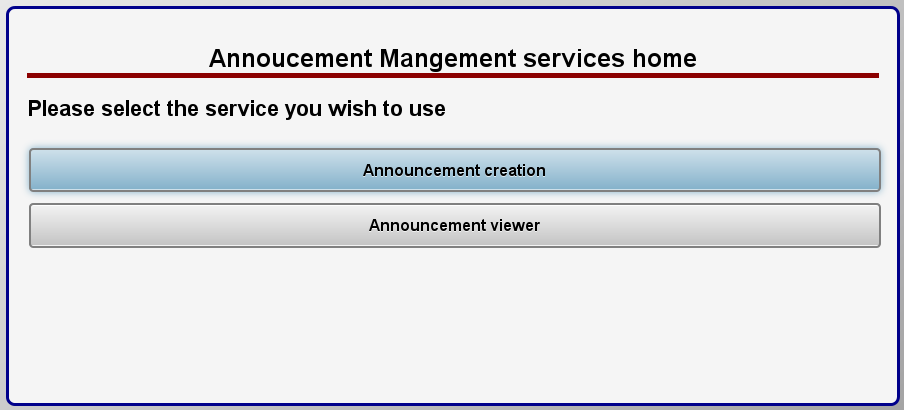 Annoucement Mangement services home
Please select the service you wish to use
Announcement creation
Announcement viewer